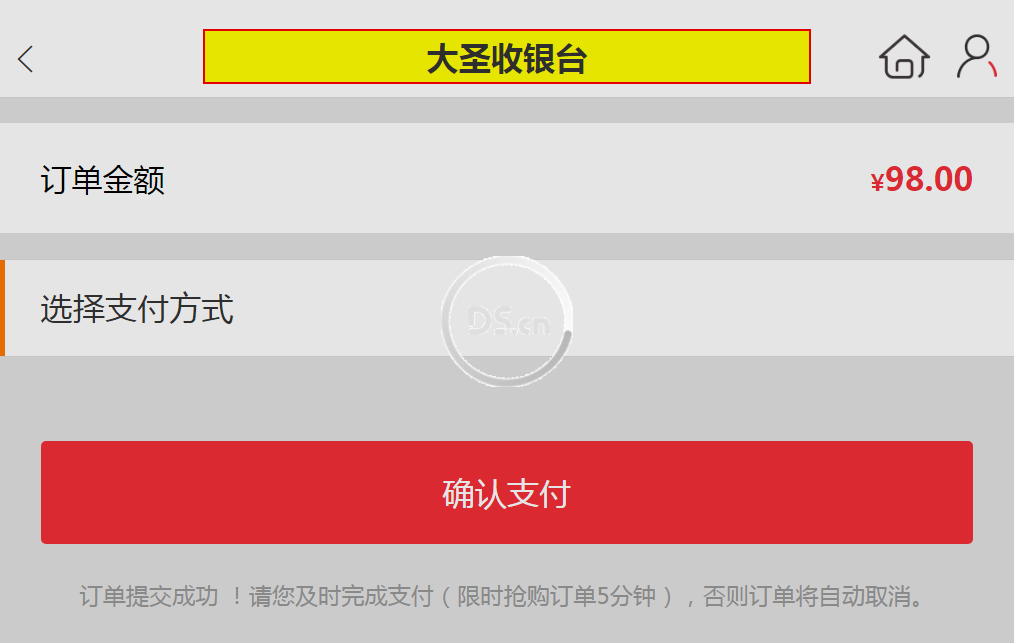 大圣收银台
订单金额
¥98.00
选择支付方式
DS.cn
确认支付
订单提交成功 ！请您及时完成支付（限时抢购订单5分钟），否则订单将自动取消。